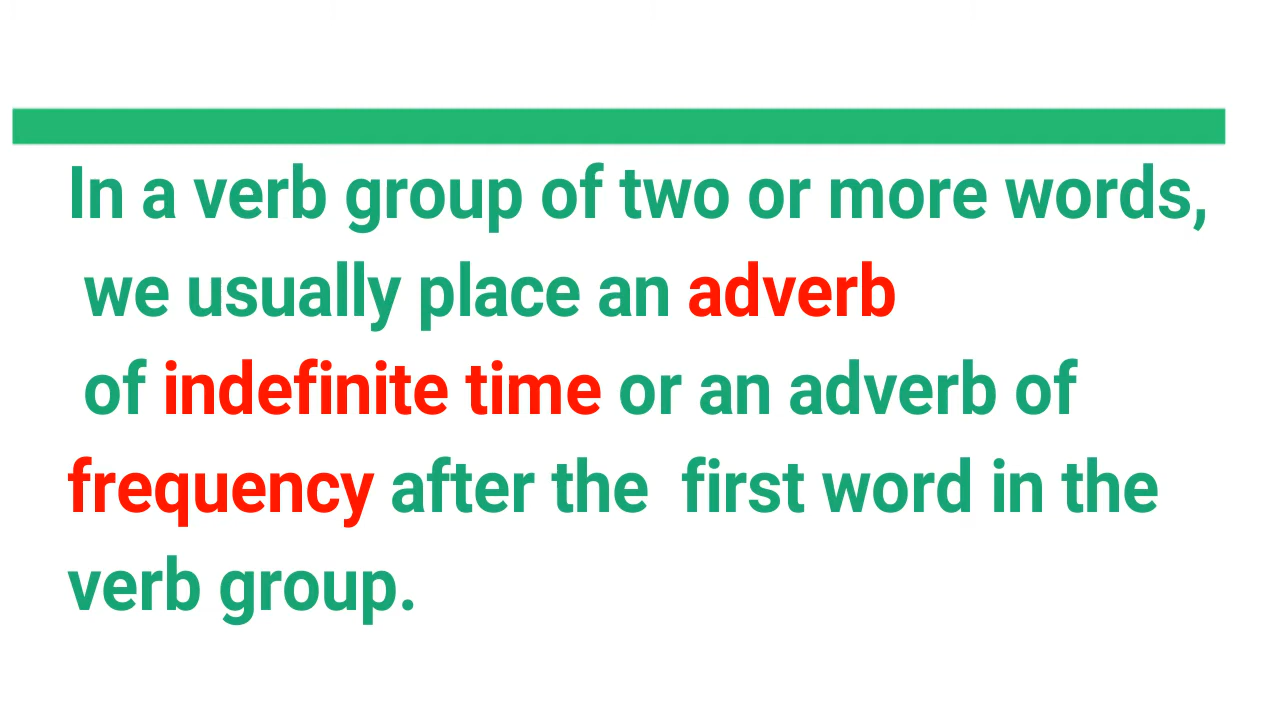 In a verb group of two or more words,
we usually place an adverb
of indefinite time or an adverb of
frequency after the first word in the
verb group.